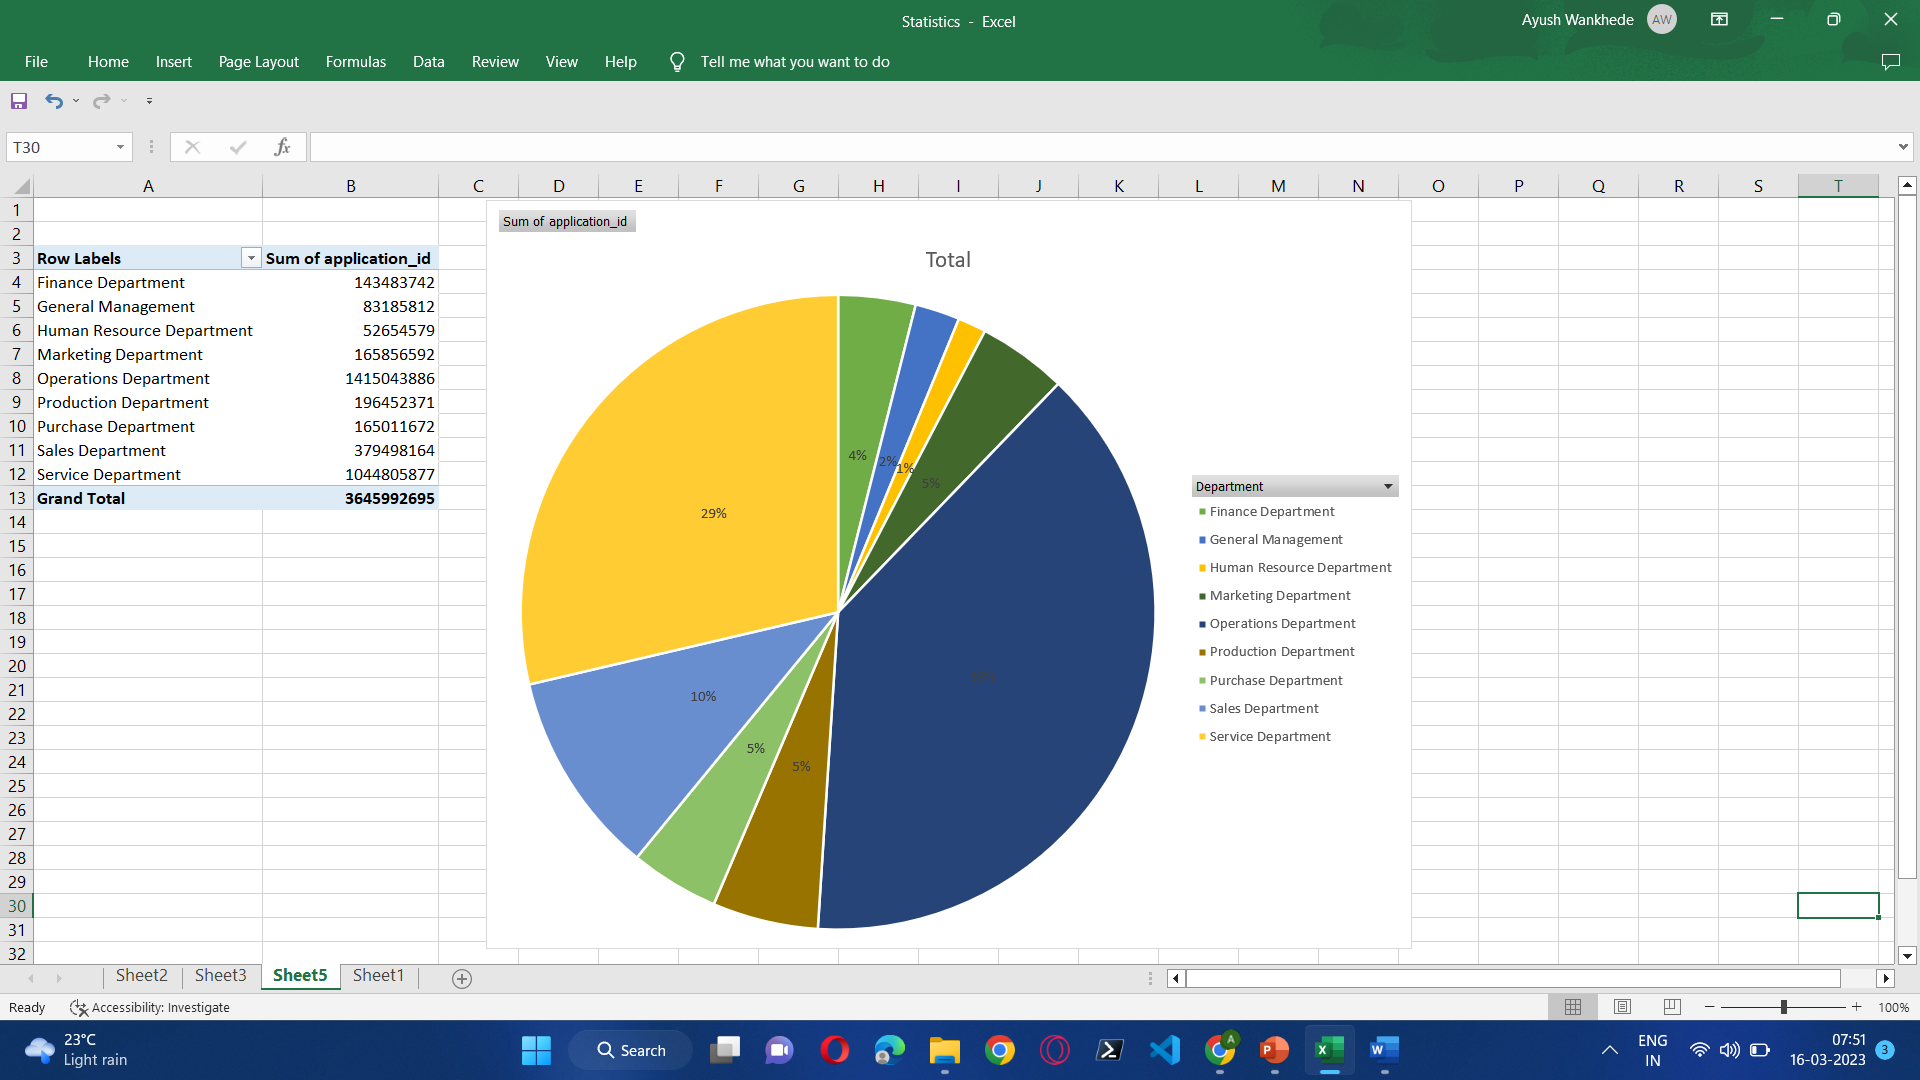 Statistics - Excel
Ayush Wankhede AW
File Home Insert Page Layout Formulas Data Review View Help Tell me what you want to do
T30 fx
A B C D E F G H I J K L M N O P Q R S T
1
2
3 Row Labels Sum of application_id
4 Finance Department 143483742
5 General Management 83185812
6 Human Resource Department 52654579
7 Marketing Department 165856592
8 Operations Department 1415043886
9 Production Department 196452371
10 Purchase Department 165011672
11 Sales Department 379498164
12 Service Department 1044805877
13 Grand Total 3645992695
14
15
16
17
18
19
20
21
22
23
24
25
26
27
28
29
30
31
32
Sum of application_id
Total
4%
2%
1%
5%
29%
10%
5%
5%
Department
Finance Department
General Management
Human Resource Department
Marketing Department
Operations Department
Production Department
Purchase Department
Sales Department
Service Department
Sheet2 Sheet3 Sheet5 Sheet1
Ready Accessibility: Investigate 100%
23°C
Light rain
Search
A
P
X
W
ENG
IN
07:51
16-03-2023
3